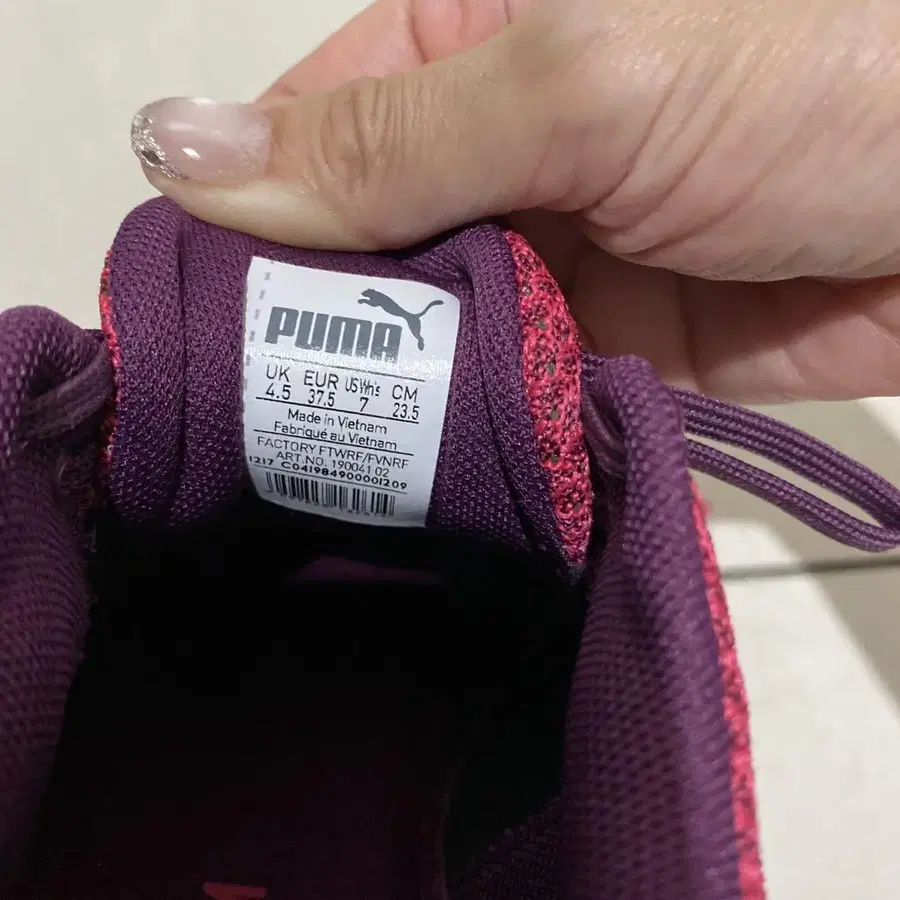 PUMA
UK EUR US Wn's CM
4.5 37.5 7 23.5
Made in Vietnam
Fabriqué au Vietnam
FACTORY FTWRF/FVNRF
ART.NO. 190041 02
1217 C041984900001209